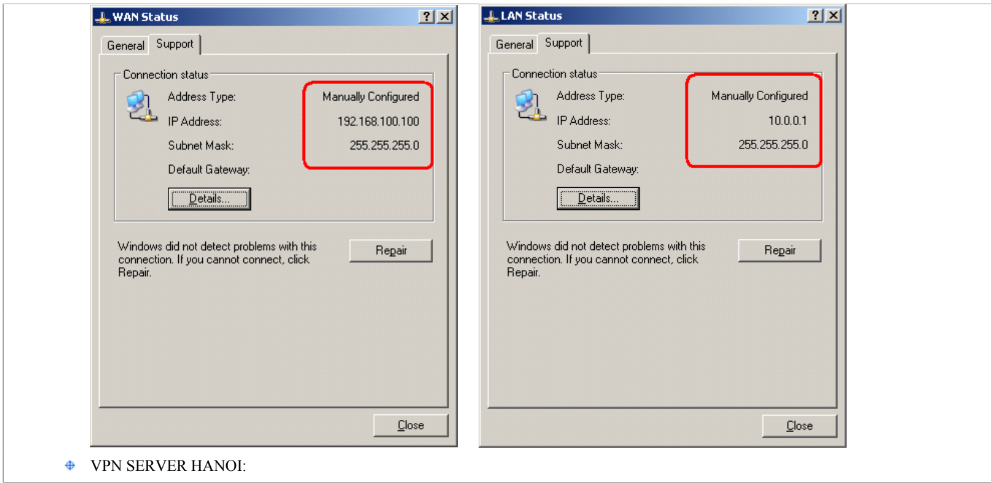 WAN Status
General Support
Connection status
Address Type: Manually Configured
IP Address: 192.168.100.100
Subnet Mask: 255.255.255.0
Default Gateway:
Details...
Windows did not detect problems with this
connection. If you cannot connect, click
Repair.
Repair
Close
LAN Status
General Support
Connection status
Address Type: Manually Configured
IP Address: 10.0.0.1
Subnet Mask: 255.255.255.0
Default Gateway:
Details...
Windows did not detect problems with this
connection. If you cannot connect, click
Repair.
Repair
Close
VPN SERVER HANOI: